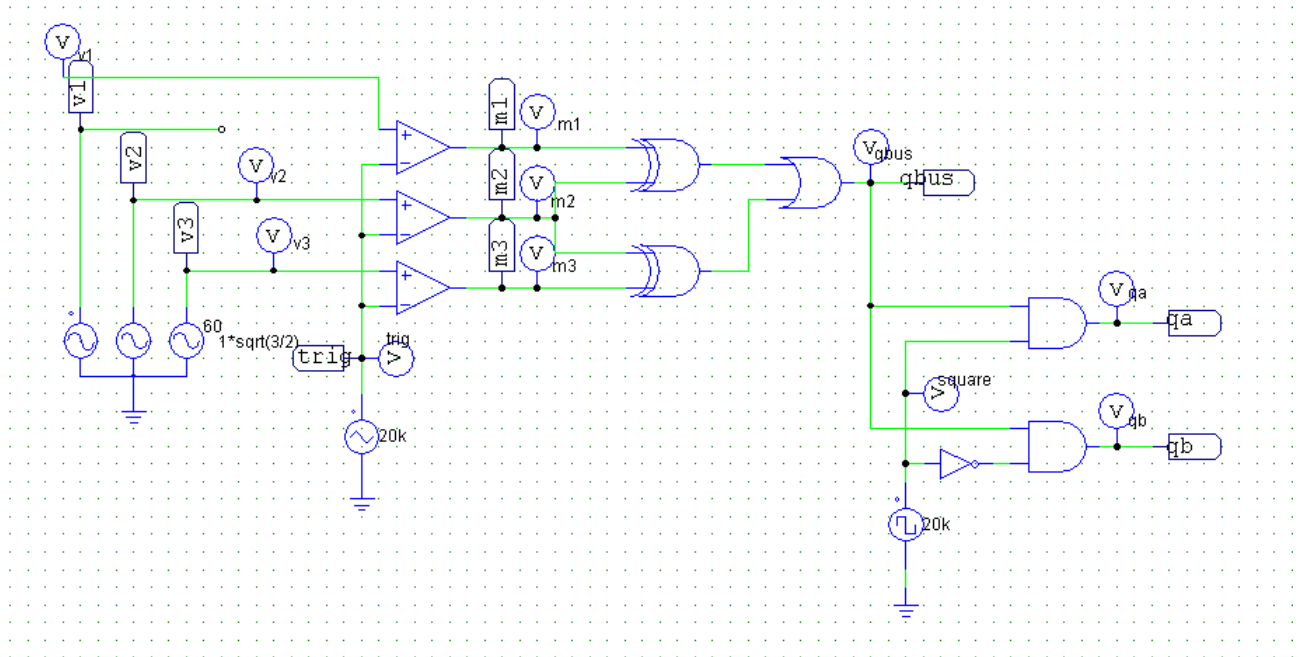 V
v1
v1
v2
V
v2
v3
V
v3
60
1*sqrt(3/2)
m1
V
m1
m2
V
m2
m3
V
m3
trig
trig
V
20k
V
qbus
qbus
V
qa
qa
square
V
V
qb
qb
20k